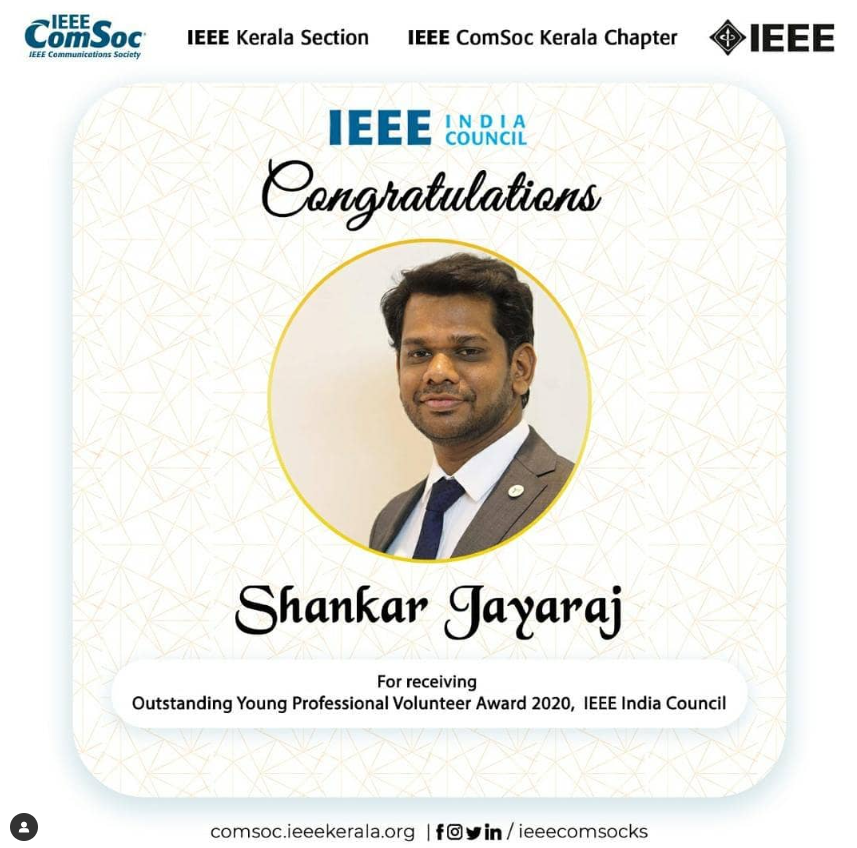 IEEE
ComSoc
IEEE Communications Society
IEEE Kerala Section
IEEE ComSoc Kerala Chapter
IEEE
IEEE INDIA COUNCIL
Congratulations
Shankar Jayaraj
For receiving
Outstanding Young Professional Volunteer Award 2020, IEEE India Council
comsoc.ieeekerala.org | / ieeecomsocks